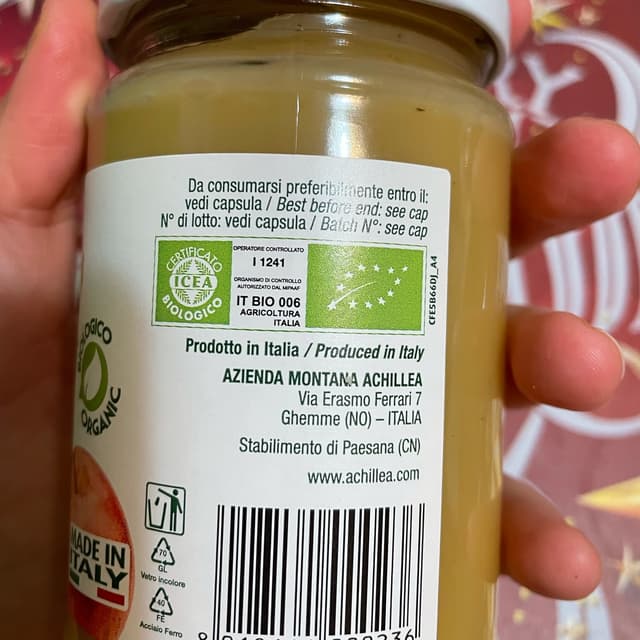 Da consumarsi preferibilmente entro il:
vedi capsula / Best before end: see cap
N° di lotto: vedi capsula / Batch N°: see cap
CERTIFICATO
ICEA
BIOLOGICO
OPERATORE CONTROLLATO
I 1241
ORGANISMO DI CONTROLLO
AUTORIZZATO DAL MIPAAF
IT BIO 006
AGRICOLTURA
ITALIA
CFE5B66DJ_A4
Prodotto in Italia / Produced in Italy
AZIENDA MONTANA ACHILLEA
Via Erasmo Ferrari 7
Ghemme (NO) – ITALIA
Stabilimento di Paesana (CN)
www.achillea.com
BIOLOGICO
ORGANIC
MADE IN
ITALY
70
GL
Vetro incolore
40
FE
Acciaio Ferro